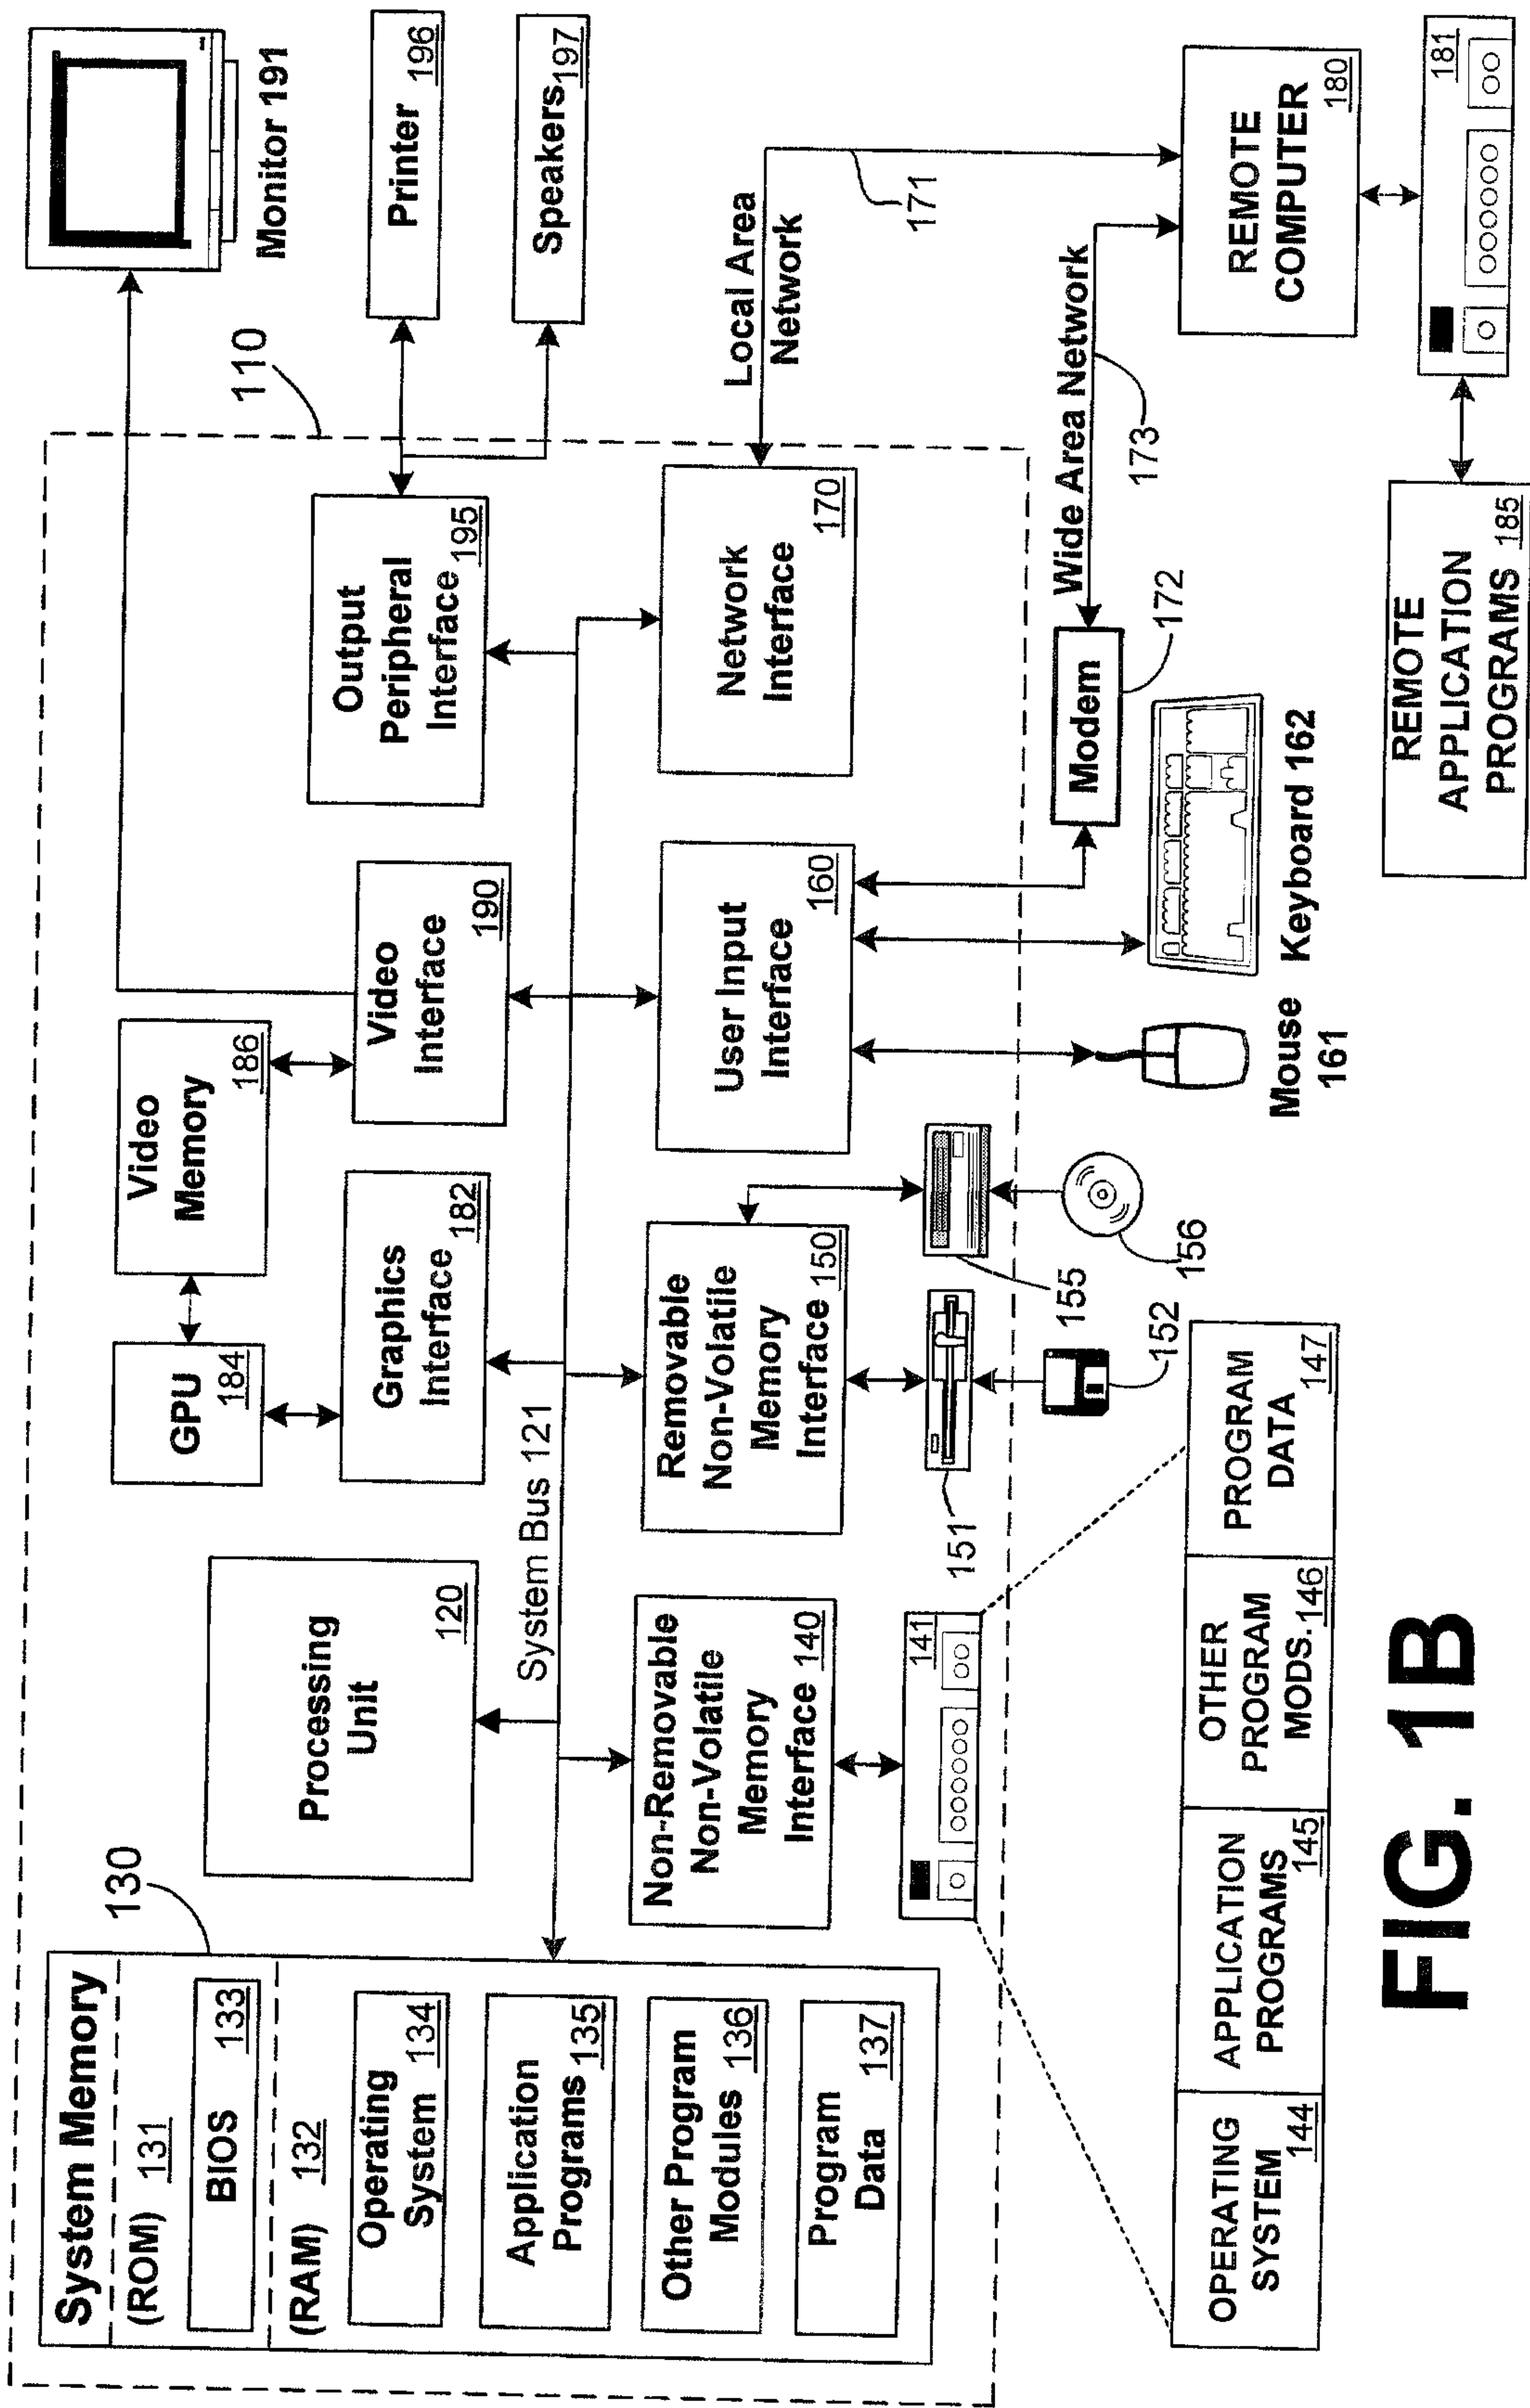 System Memory
(ROM) 131
BIOS 133
(RAM) 132
Operating
System 134
Application
Programs 135
Other Program
Modules 136
Program
Data 137
130
Processing
Unit
120
System Bus 121
GPU
184
Video
Memory
186
Graphics
Interface
182
Video
Interface
190
Output
Peripheral
Interface 195
110
Monitor 191
Printer
196
Speakers
197
Non-Removable
Non-Volatile
Memory
Interface 140
Removable
Non-Volatile
Memory
Interface 150
User Input
Interface
160
Network
Interface
170
Local Area
Network
171
141
151
155
152
156
Mouse
161
Keyboard 162
Modem
172
Wide Area Network
173
REMOTE
COMPUTER
180
181
OPERATING
SYSTEM
144
APPLICATION
PROGRAMS
145
OTHER
PROGRAM
MODS. 146
PROGRAM
DATA
147
REMOTE
APPLICATION
PROGRAMS 185
FIG. 1B